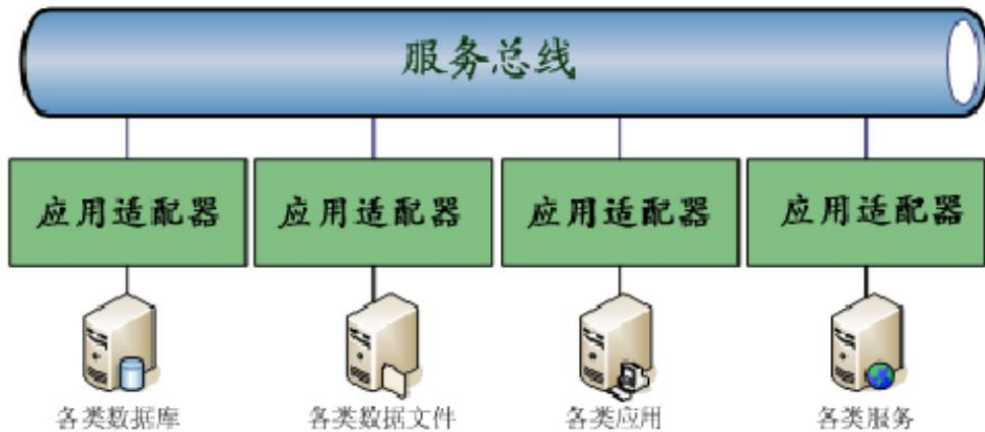 服务总线
应用适配器
应用适配器
应用适配器
应用适配器
各类数据库
各类数据文件
各类应用
各类服务